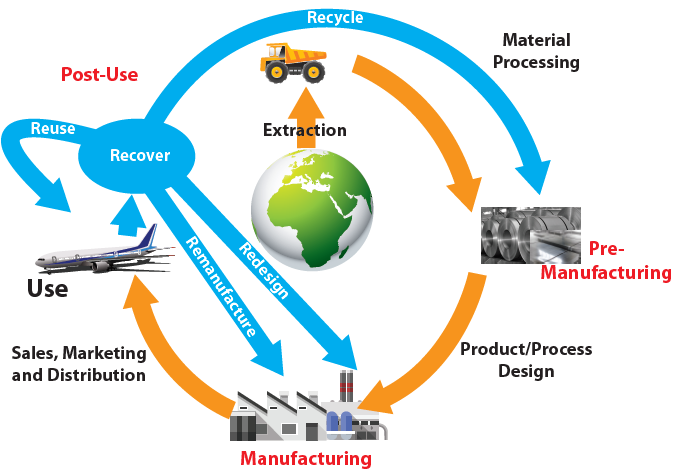 Recycle
Material
Processing
Post-Use
Extraction
Reuse
Recover
Pre-
Manufacturing
Redesign
Remanufacture
Use
Sales, Marketing
and Distribution
Product/Process
Design
Manufacturing